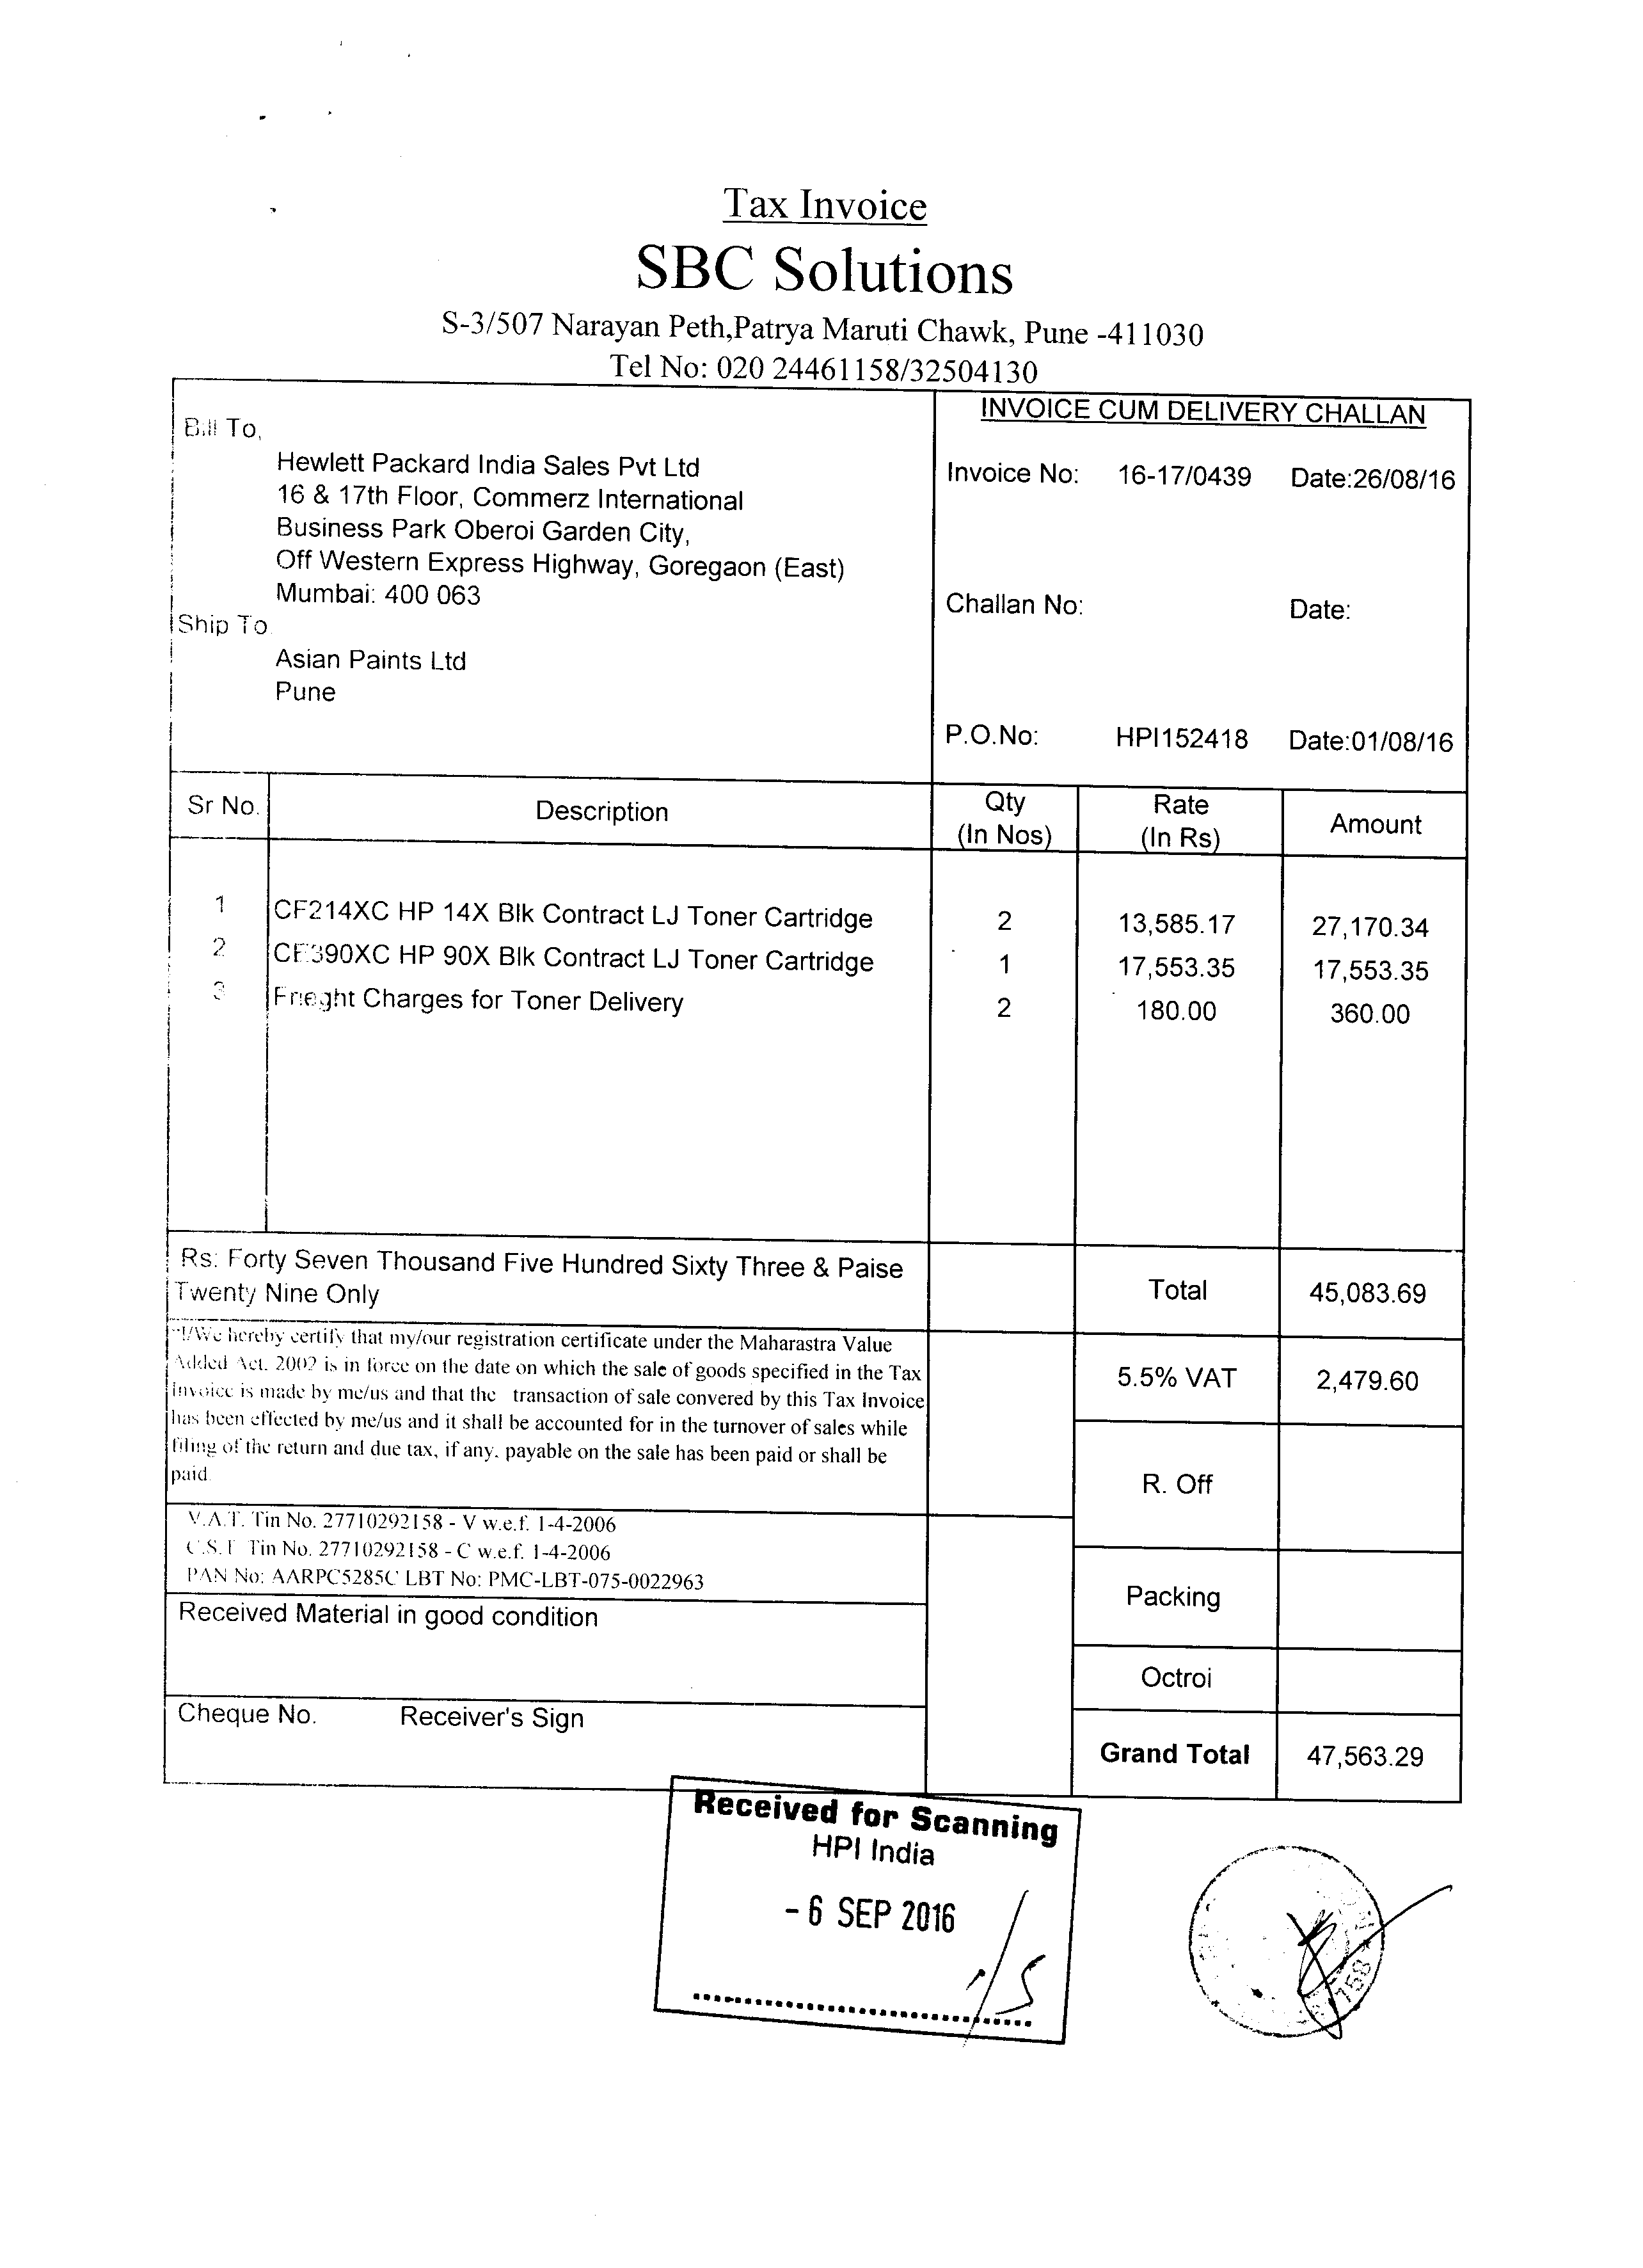 Tax Invoice
SBC Solutions
S-3/507 Narayan Peth,Patrya Maruti Chawk, Pune -411030
Tel No: 020 24461158/32504130
Bill To,
Hewlett Packard India Sales Pvt Ltd
16 & 17th Floor, Commerz International
Business Park Oberoi Garden City,
Off Western Express Highway, Goregaon (East)
Mumbai: 400 063
Ship To
Asian Paints Ltd
Pune
INVOICE CUM DELIVERY CHALLAN
Invoice No: 16-17/0439 Date:26/08/16
Challan No: Date:
P.O.No: HPI152418 Date:01/08/16
Sr No. Description Qty (In Nos) Rate (In Rs) Amount
1 CF214XC HP 14X Blk Contract LJ Toner Cartridge 2 13,585.17 27,170.34
2 CF390XC HP 90X Blk Contract LJ Toner Cartridge 1 17,553.35 17,553.35
3 Frieght Charges for Toner Delivery 2 180.00 360.00
Rs: Forty Seven Thousand Five Hundred Sixty Three & Paise
Twenty Nine Only
Total 45,083.69
"I/We hereby certify that my/our registration certificate under the Maharastra Value
Added Act. 2002 is in force on the date on which the sale of goods specified in the Tax
Invoice is made by me/us and that the transaction of sale convered by this Tax Invoice
has been effected by me/us and it shall be accounted for in the turnover of sales while
filing of the return and due tax, if any. payable on the sale has been paid or shall be
paid.
5.5% VAT 2,479.60
R. Off
V.A.T. Tin No. 27710292158 - V w.e.f. 1-4-2006
C.S.T Tin No. 27710292158 - C w.e.f. 1-4-2006
PAN No: AARPC5285C LBT No: PMC-LBT-075-0022963
Packing
Received Material in good condition
Octroi
Cheque No. Receiver's Sign
Grand Total 47,563.29
Received for Scanning
HPI India
- 6 SEP 2016